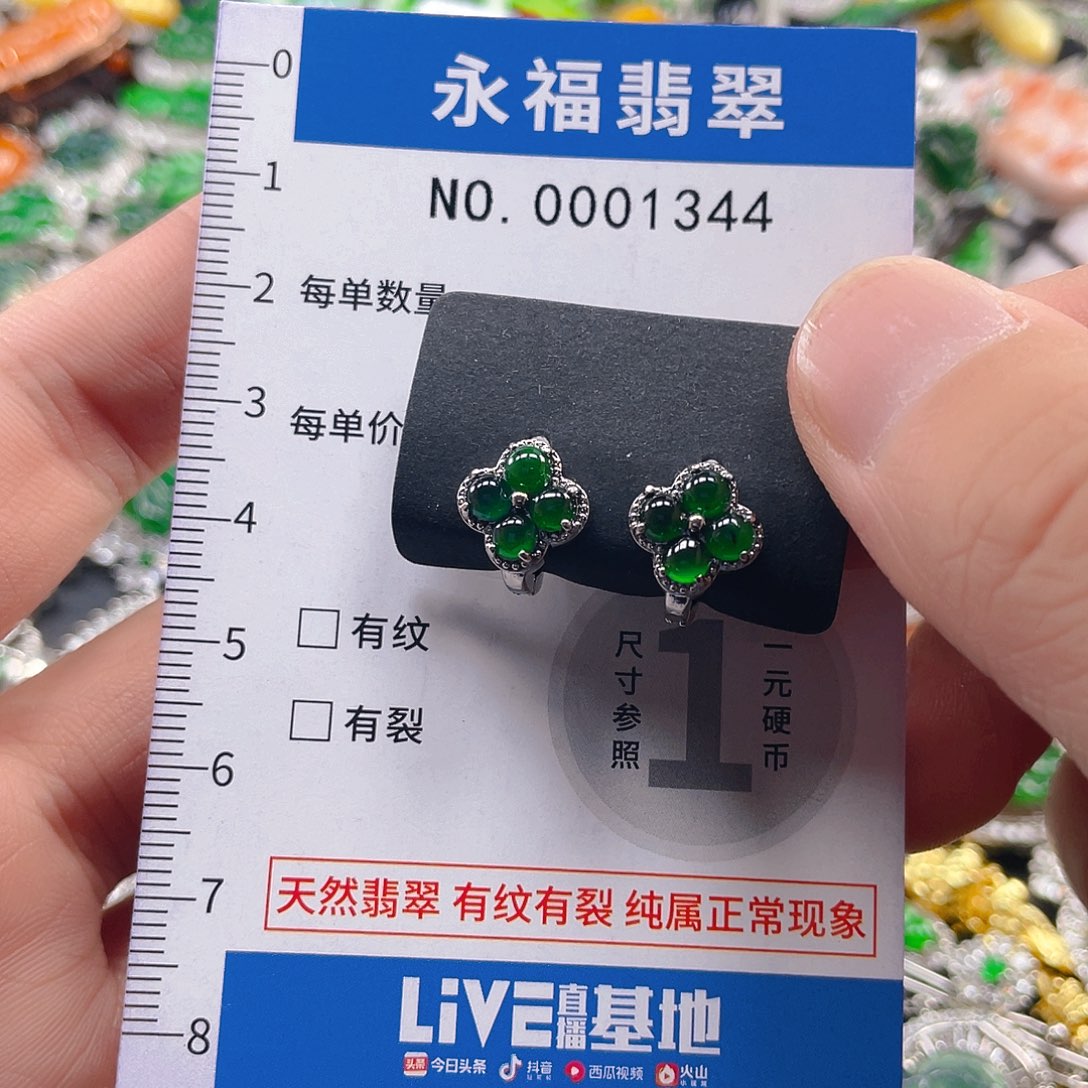 永福翡翠
NO. 0001344
0
1
2
3
4
5
6
7
8
每单数量
每单价
有纹
有裂
尺寸参照
1
一元硬币
天然翡翠 有纹有裂 纯属正常现象
LiVE直播基地
头条 今日头条 抖音 西瓜视频 火山